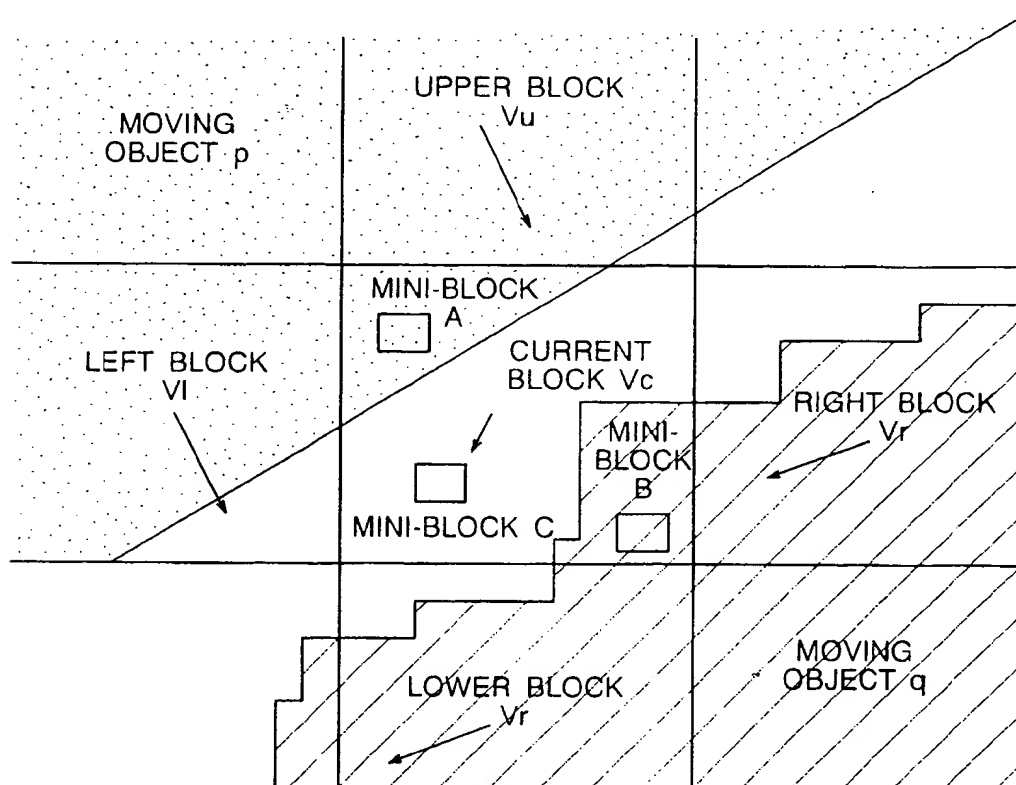 UPPER BLOCK
Vu
MOVING
OBJECT p
MINI-BLOCK
A
LEFT BLOCK
Vl
CURRENT
BLOCK Vc
RIGHT BLOCK
Vr
MINI-
BLOCK
B
MINI-BLOCK C
MOVING
OBJECT q
LOWER BLOCK
Vr